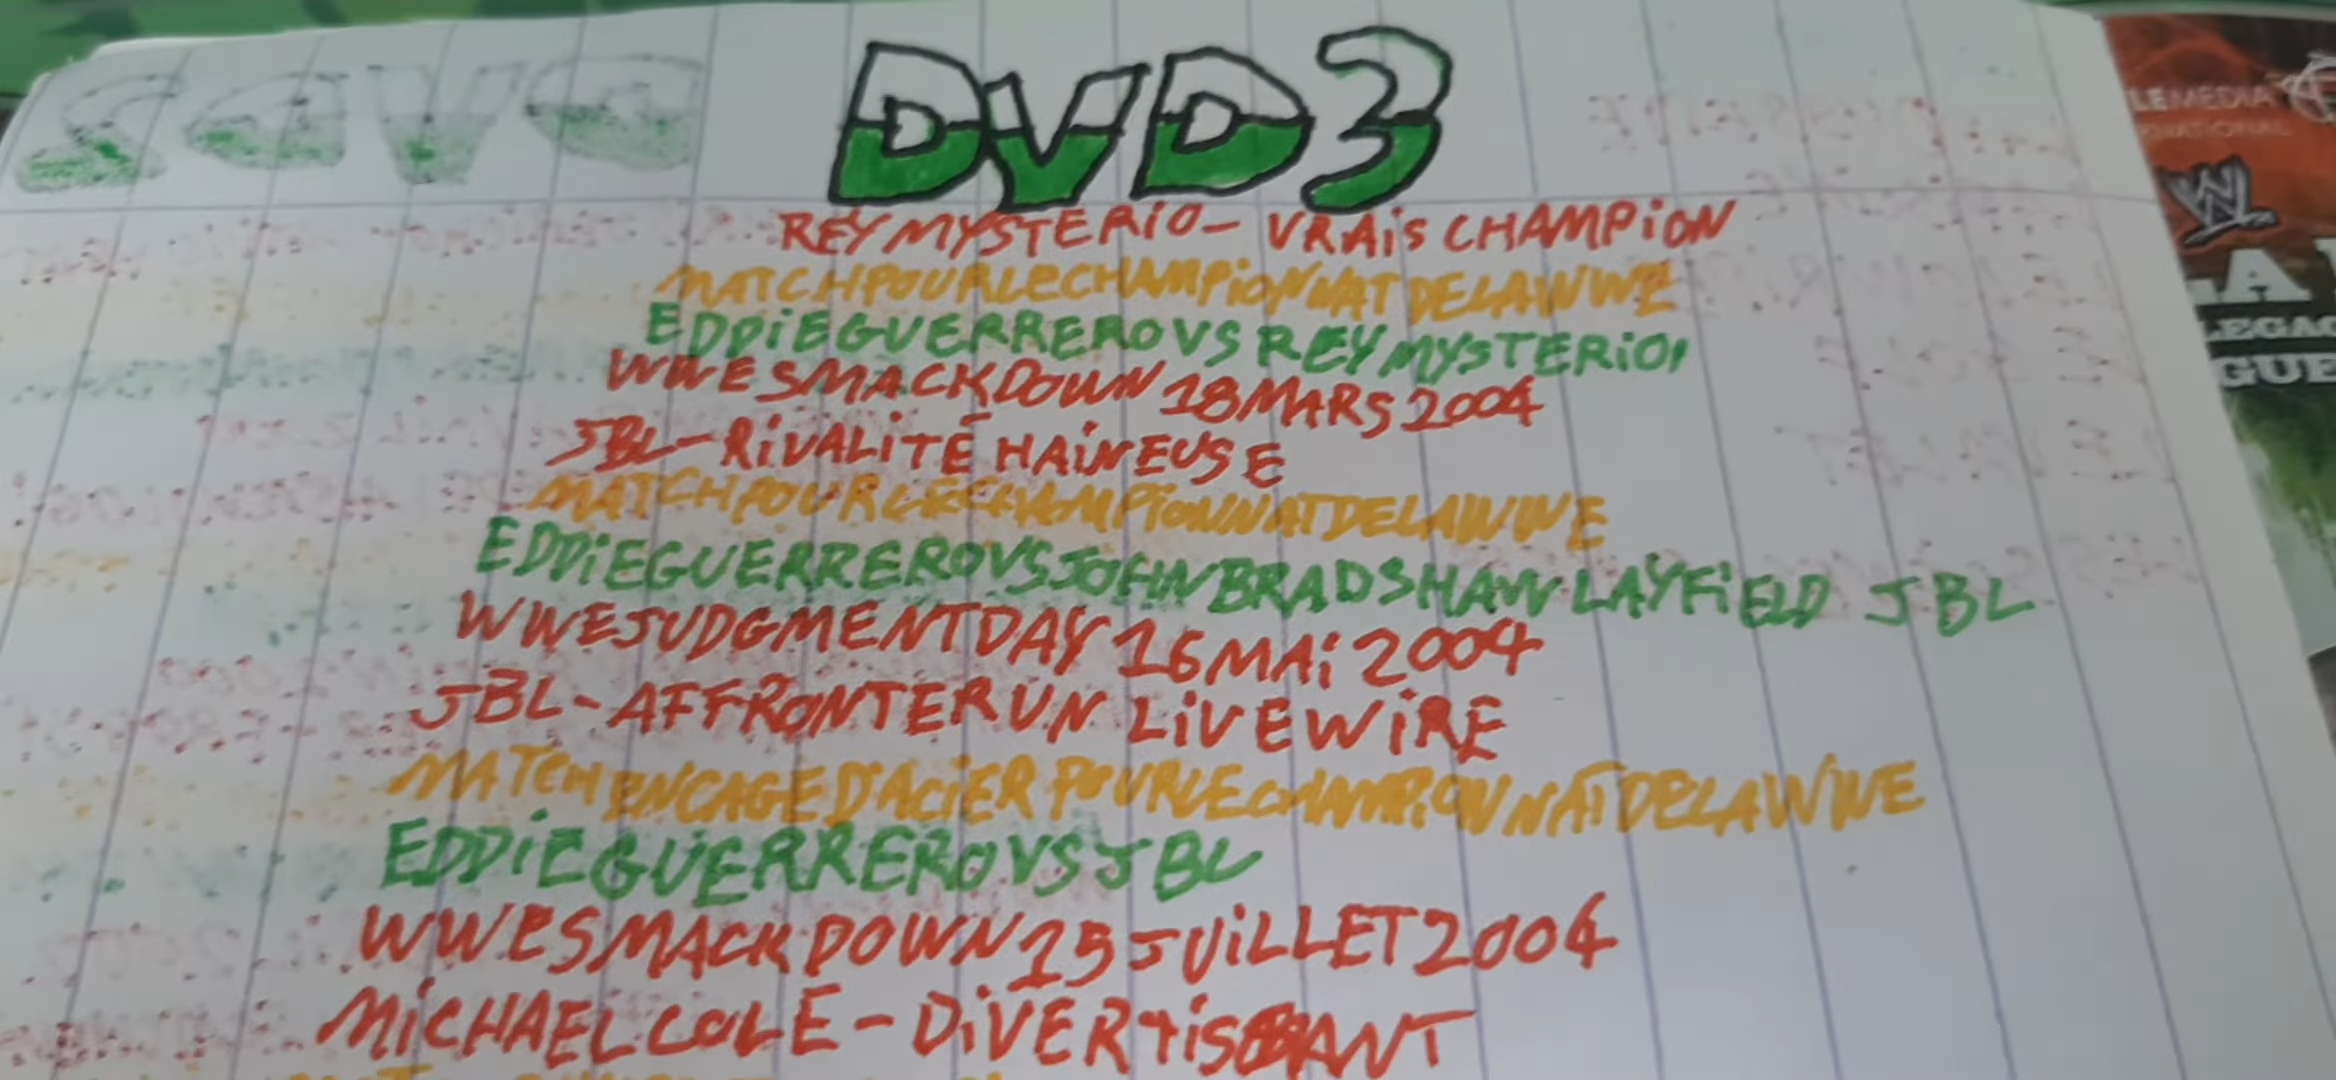 DVD3
REY MYSTERIO - VRAIS CHAMPION
MATCH POUR LE CHAMPIONNAT DE LA WWE
EDDIE GUERRERO VS REY MYSTERIO
WWE SMACKDOWN 18 MARS 2004
JBL - RIVALITÉ HAINEUSE
MATCH POUR LE CHAMPIONNAT DE LA WWE
EDDIE GUERRERO VS JOHN BRADSHAW LAYFIELD JBL
WWE JUDGMENT DAY 16 MAI 2004
JBL - AFFRONTER UN LIVEWIRE
MATCH EN CAGE D'ACIER POUR LE CHAMPIONNAT DE LA WWE
EDDIE GUERRERO VS JBL
WWE SMACKDOWN 15 JUILLET 2004
MICHAEL COLE - DIVERTISSANT